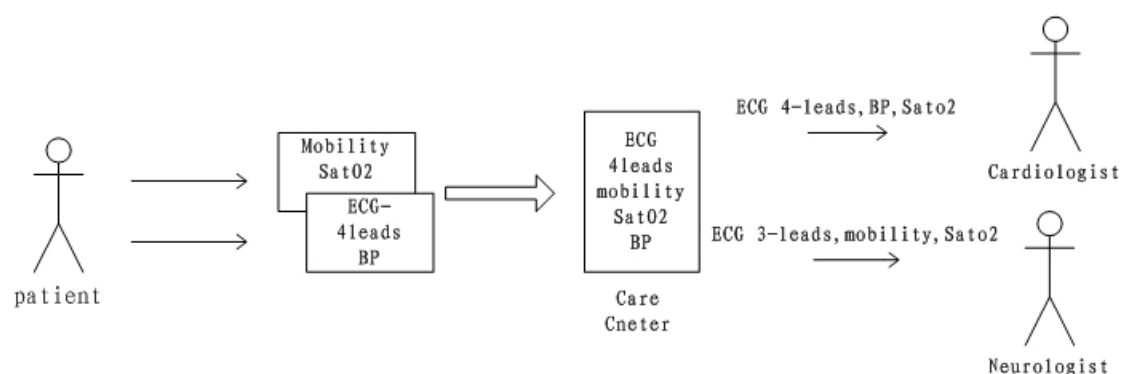 patient
Mobility
SatO2
ECG-
4leads
BP
ECG
4leads
mobility
SatO2
BP
Care
Cneter
ECG 4-leads, BP, Sato2
Cardiologist
ECG 3-leads, mobility, Sato2
Neurologist